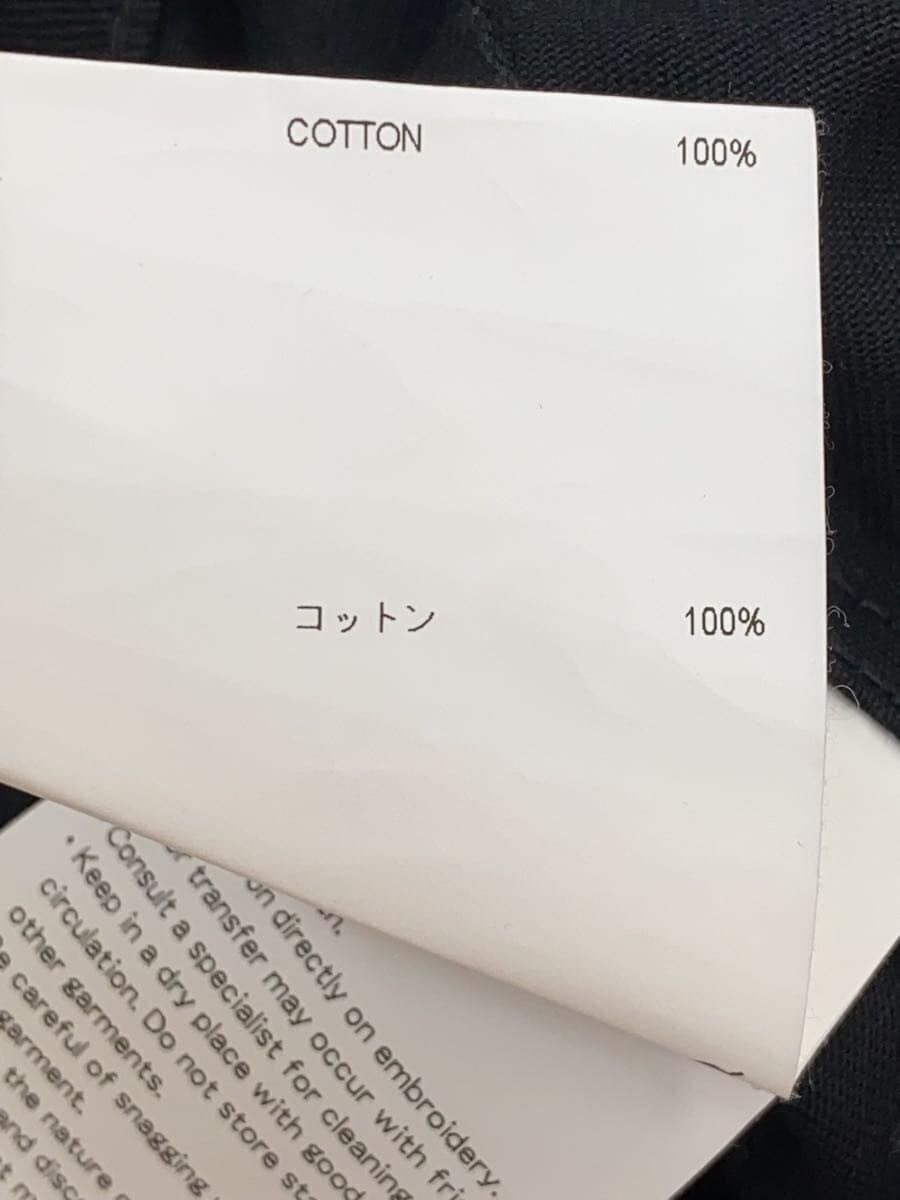 COTTON 100%
コットン 100%
on directly on embroidery.
transfer may occur with
Consult a specialist for cleaning
• Keep in a dry place with good
circulation. Do not store
other garments.
careful of snagging
garment.
the nature
and